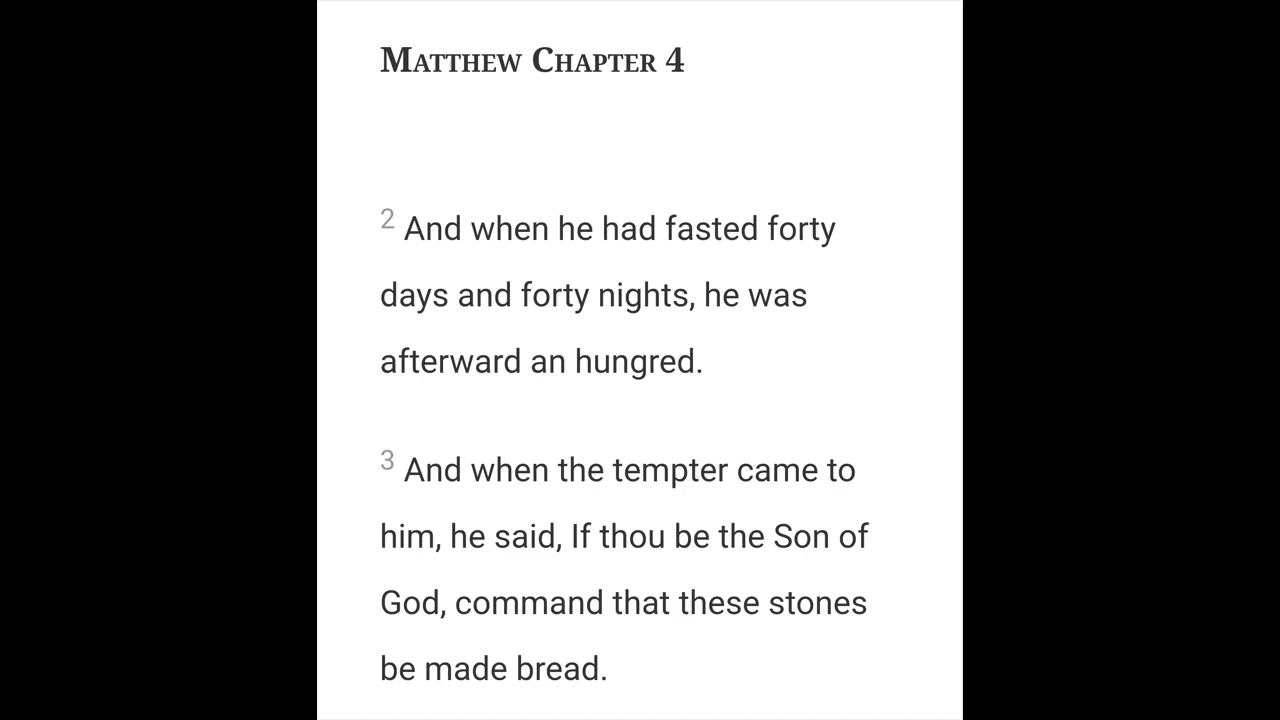 Matthew Chapter 4
2 And when he had fasted forty
days and forty nights, he was
afterward an hungred.
3 And when the tempter came to
him, he said, If thou be the Son of
God, command that these stones
be made bread.